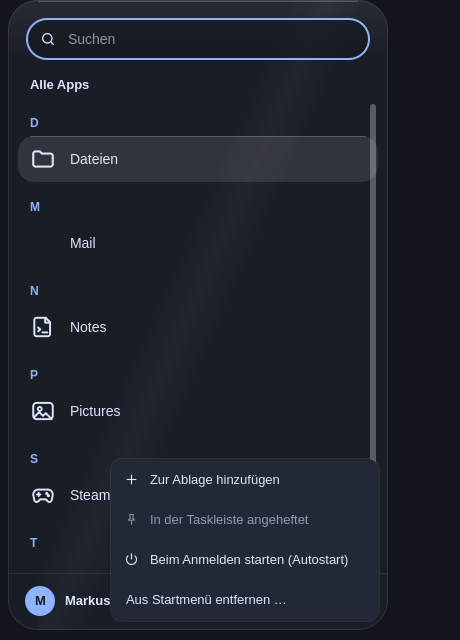 Suchen
Alle Apps
D
Dateien
M
Mail
N
Notes
P
Pictures
S
Steam
T
Zur Ablage hinzufügen
In der Taskleiste angeheftet
Beim Anmelden starten (Autostart)
Aus Startmenü entfernen …
M
Markus